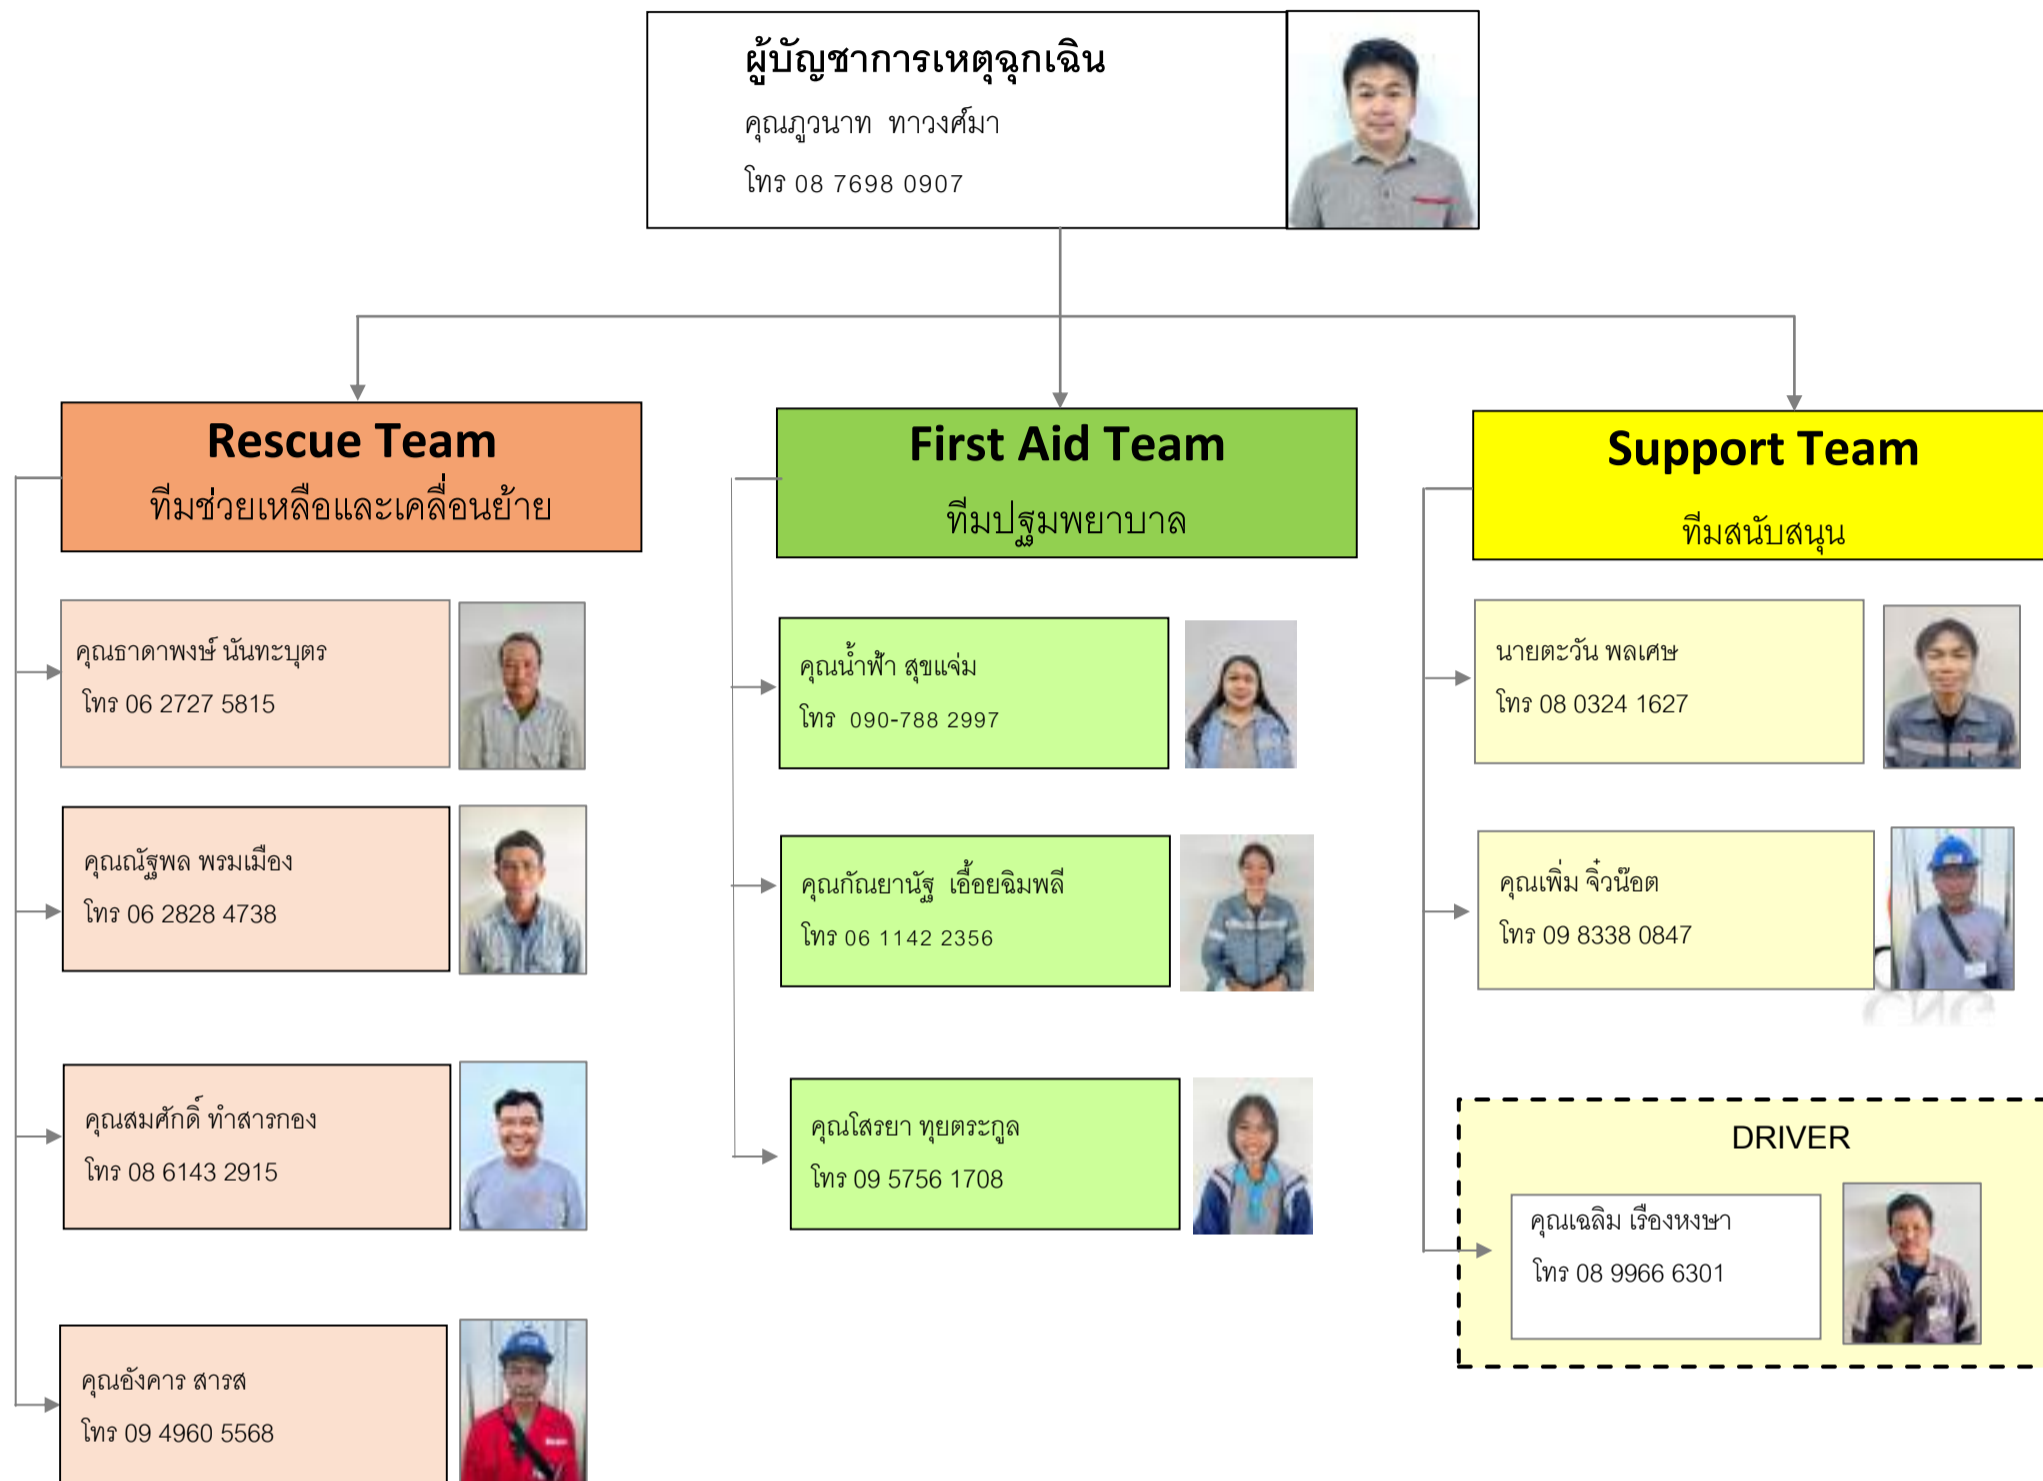 ผู้บัญชาการเหตุฉุกเฉิน
คุณภูวนาท ทาวงศ์มา
โทร 08 7698 0907
Rescue Team
ทีมช่วยเหลือและเคลื่อนย้าย
คุณธาดาพงษ์ นันทะบุตร
โทร 06 2727 5815
คุณณัฐพล พรมเมือง
โทร 06 2828 4738
คุณสมศักดิ์ ทำสารกอง
โทร 08 6143 2915
คุณอังคาร สารส
โทร 09 4960 5568
First Aid Team
ทีมปฐมพยาบาล
คุณน้ำฟ้า สุขแจ่ม
โทร 090-788 2997
คุณกัณยานัฐ เอื้อยฉิมพลี
โทร 06 1142 2356
คุณโสรยา ทุยตระกูล
โทร 09 5756 1708
Support Team
ทีมสนับสนุน
นายตะวัน พลเศษ
โทร 08 0324 1627
คุณเพิ่ม จิ๋วน๊อต
โทร 09 8338 0847
DRIVER
คุณเฉลิม เรืองหงษา
โทร 08 9966 6301